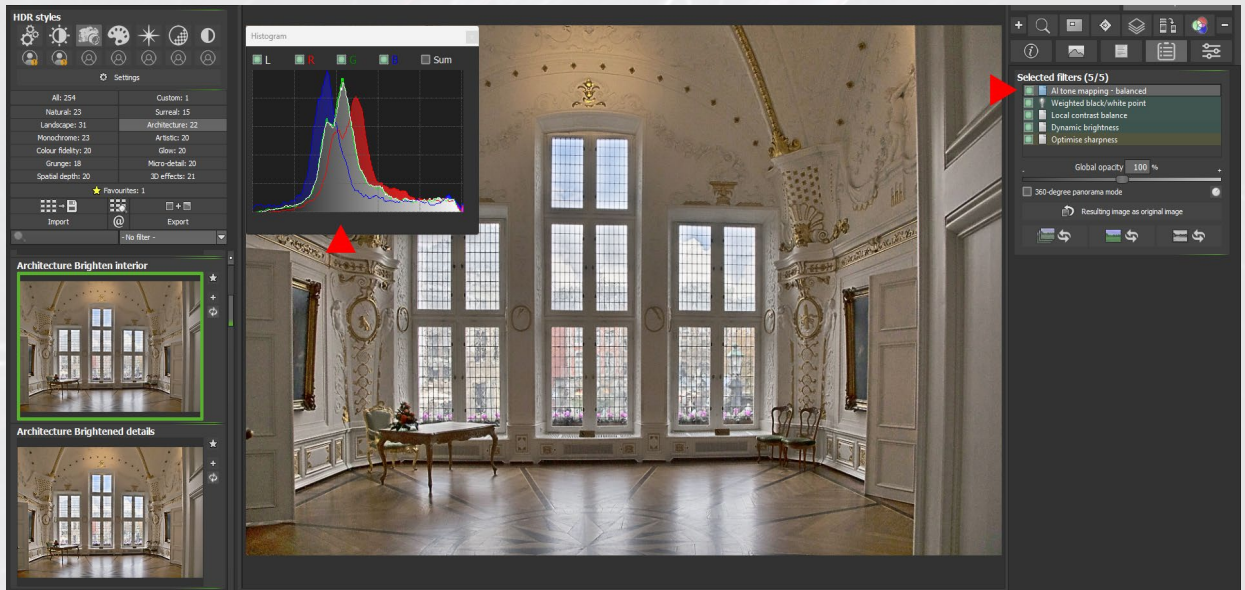 HDR styles
Settings
All: 254
Custom: 1
Natural: 23
Surreal: 15
Landscape: 31
Architecture: 22
Monochrome: 23
Artistic: 20
Colour fidelity: 20
Glow: 20
Grunge: 18
Micro-detail: 20
Spatial depth: 20
3D effects: 21
Favourites: 1
Import
@
Export
- No filter -
Architecture Brighten interior
Architecture Brightened details
Histogram
L R G B Sum
Selected filters (5/5)
AI tone mapping - balanced
Weighted black/white point
Local contrast balance
Dynamic brightness
Optimise sharpness
Global opacity 100 %
- +
360-degree panorama mode
Resulting image as original image